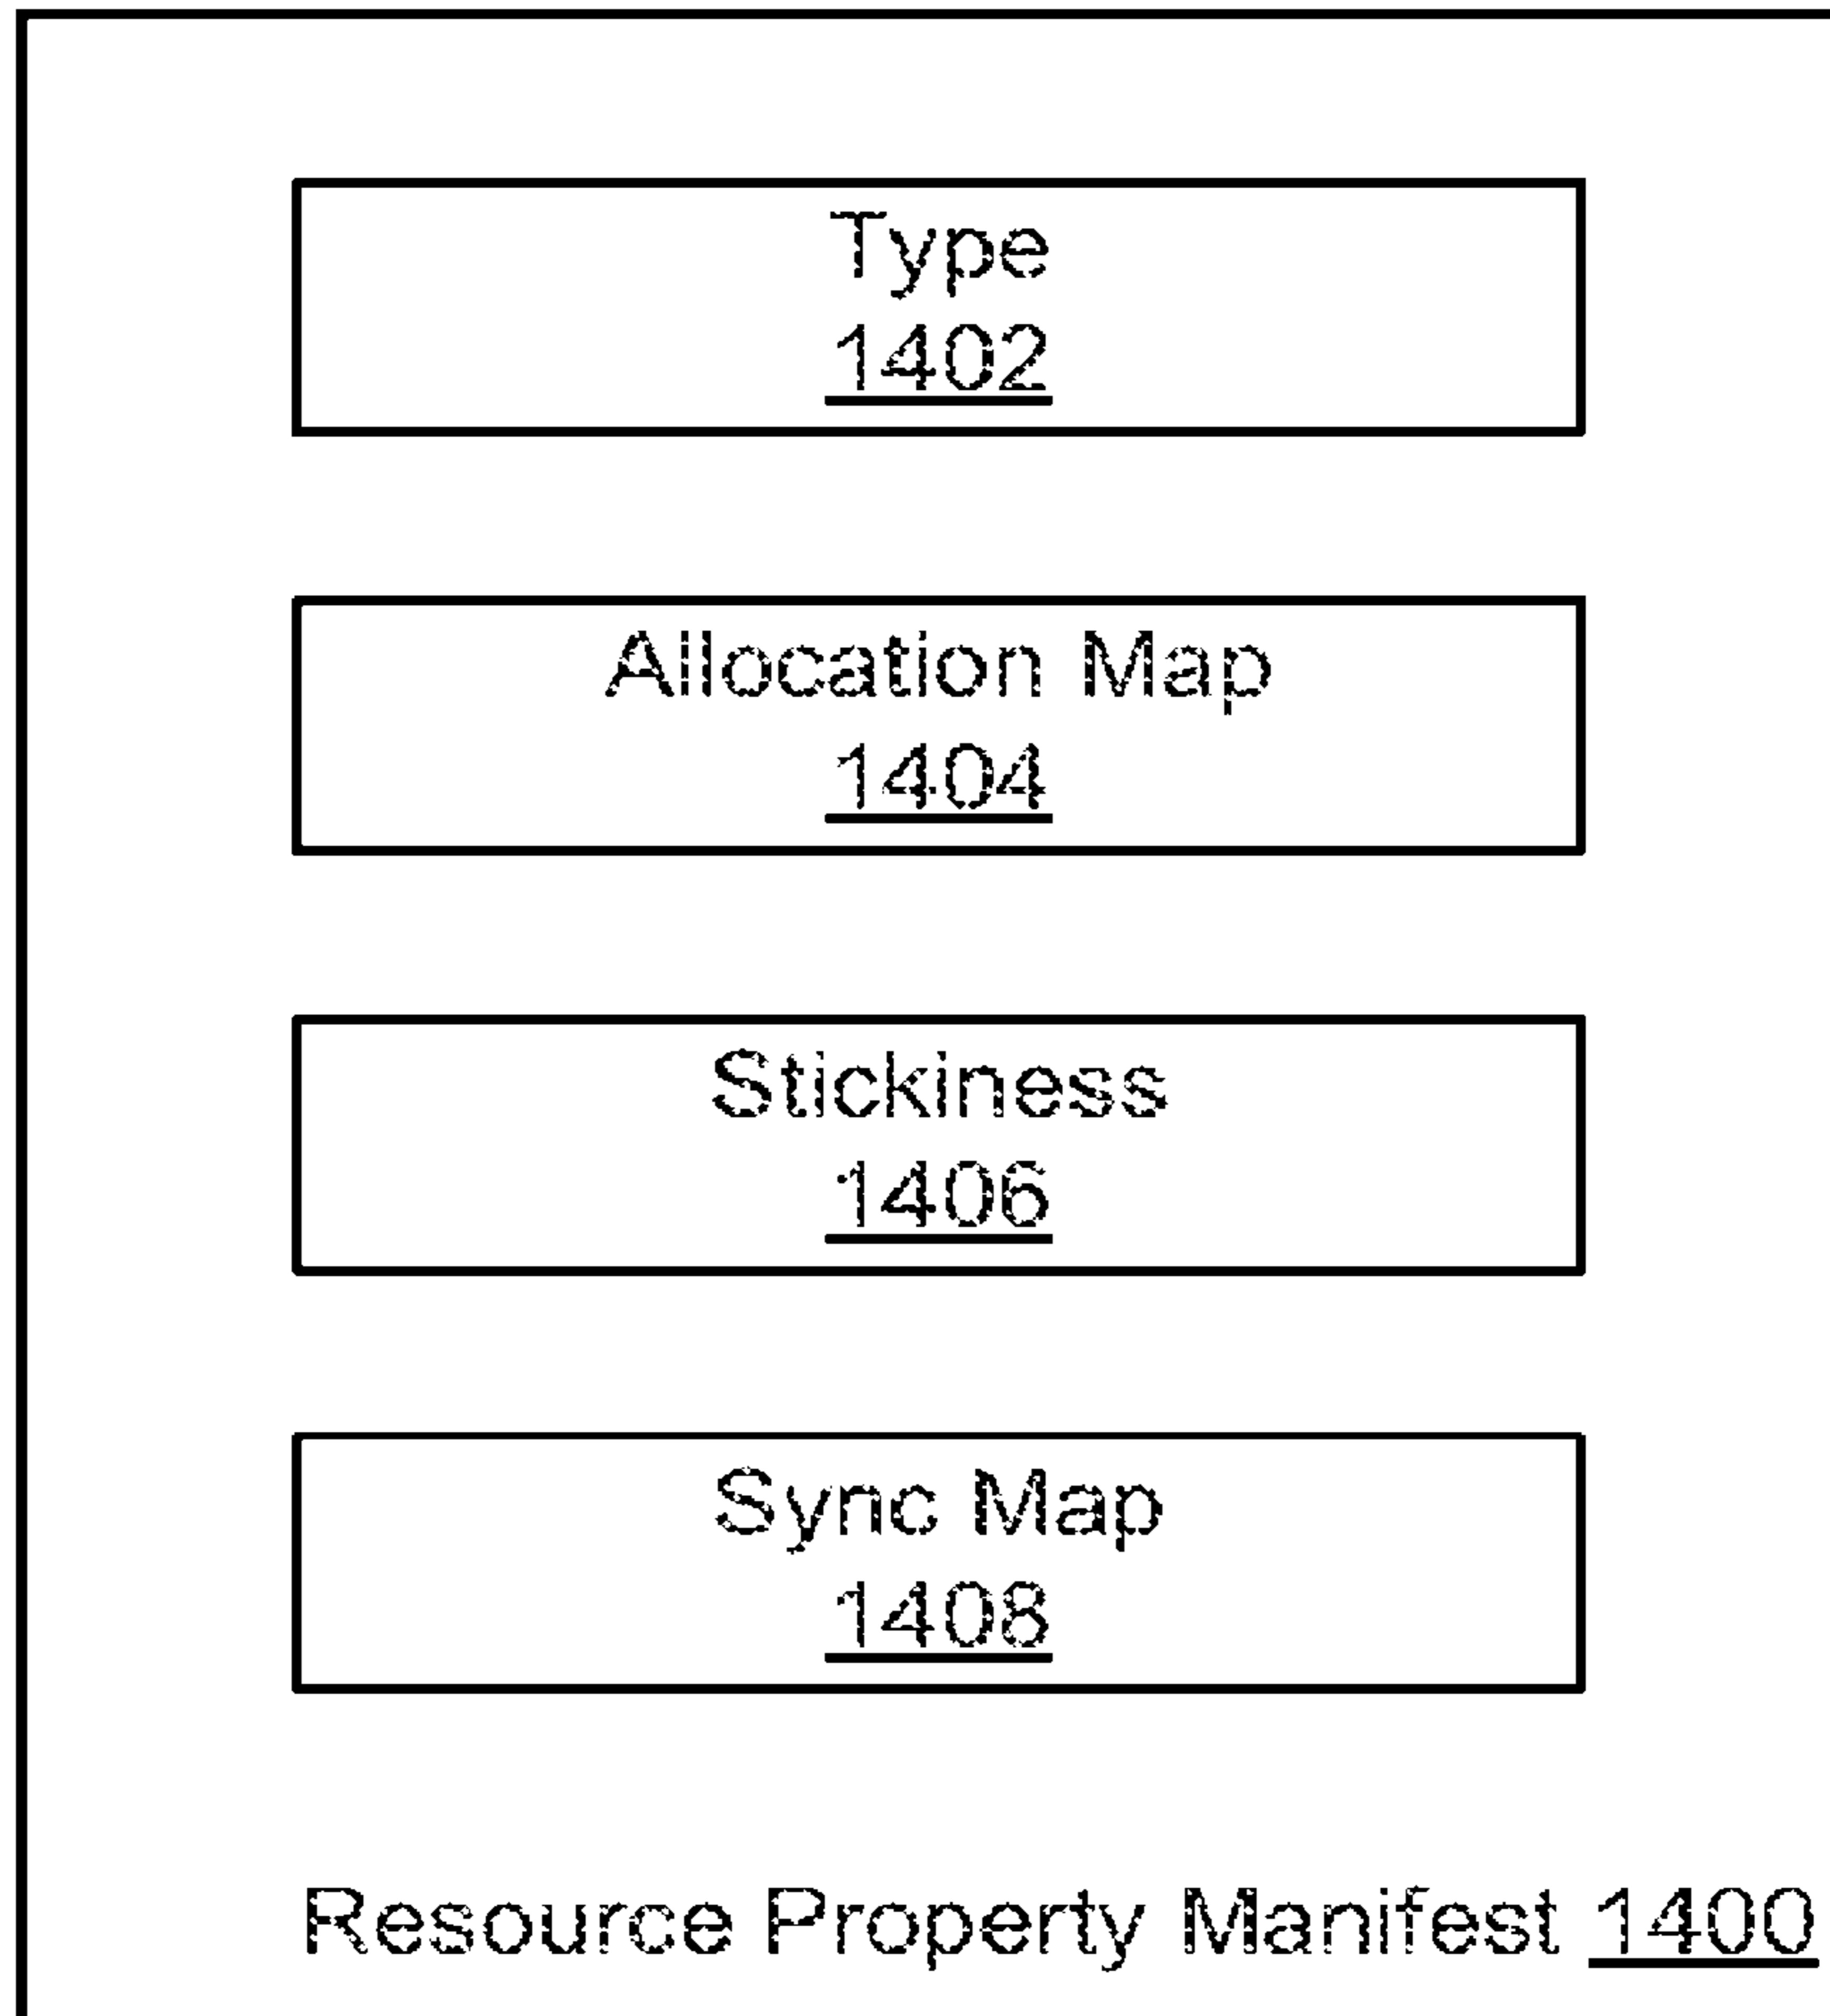 Type
1402
Allocation Map
1404
Stickiness
1406
Sync Map
1408
Resource Property Manifest 1400